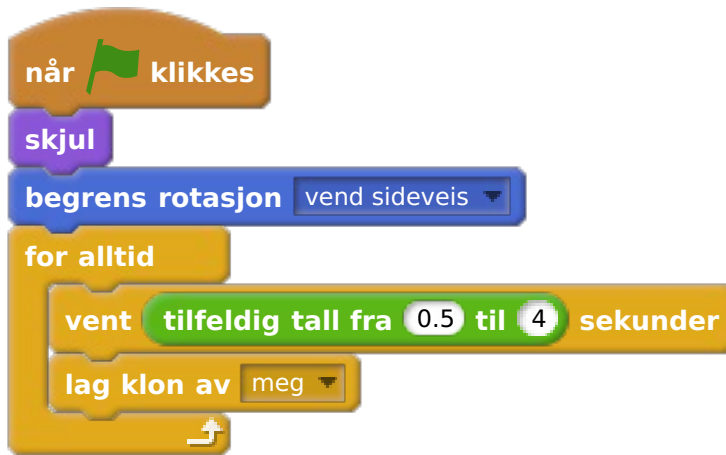 når klikkes
skjul
begrens rotasjon vend sideveis
for alltid
vent tilfeldig tall fra 0.5 til 4 sekunder
lag klon av meg